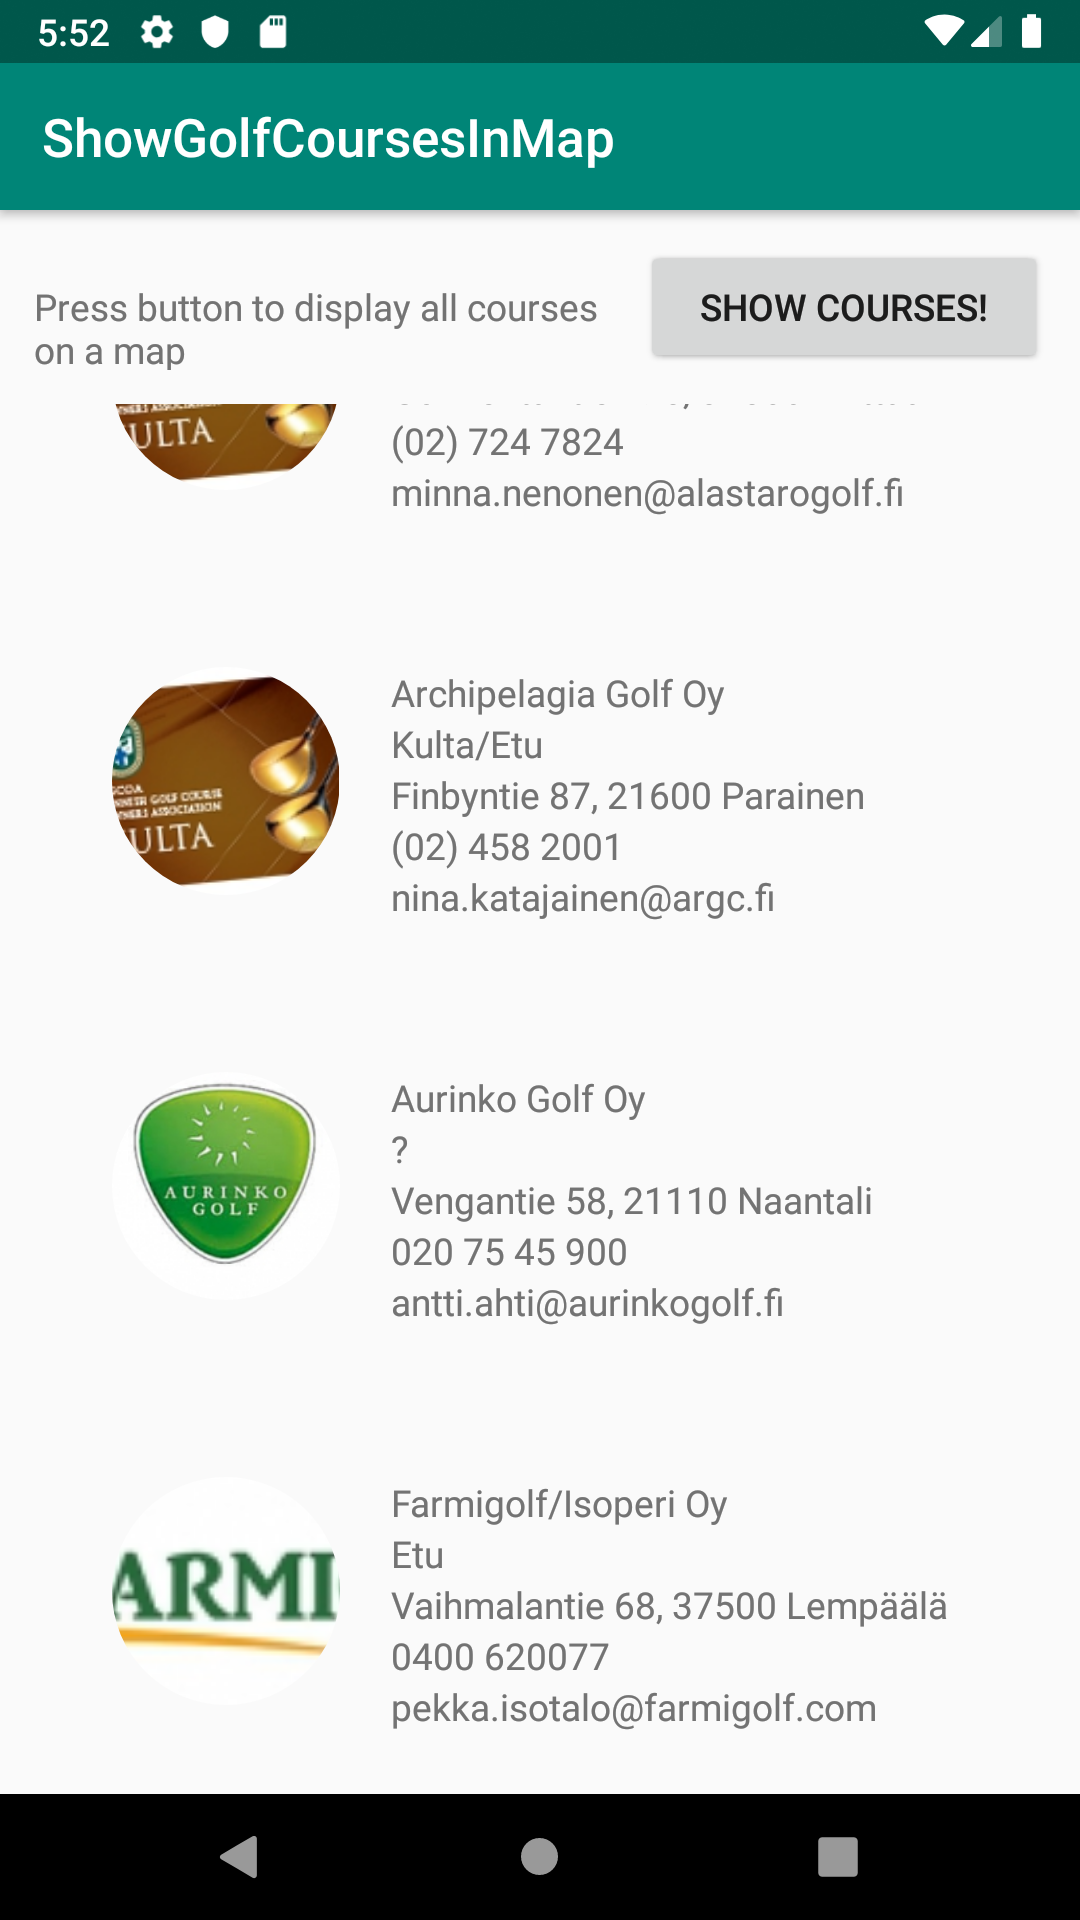 5:52
ShowGolfCoursesInMap
Press button to display all courses
on a map
SHOW COURSES!
ULTA
(02) 724 7824
minna.nenonen@alastarogolf.fi
GOLF COURSE
ASSOCIATION
ULTA
Archipelagia Golf Oy
Kulta/Etu
Finbyntie 87, 21600 Parainen
(02) 458 2001
nina.katajainen@argc.fi
AURINKO
GOLF
Aurinko Golf Oy
?
Vengantie 58, 21110 Naantali
020 75 45 900
antti.ahti@aurinkogolf.fi
ARMI
Farmigolf/Isoperi Oy
Etu
Vaihmalantie 68, 37500 Lempäälä
0400 620077
pekka.isotalo@farmigolf.com